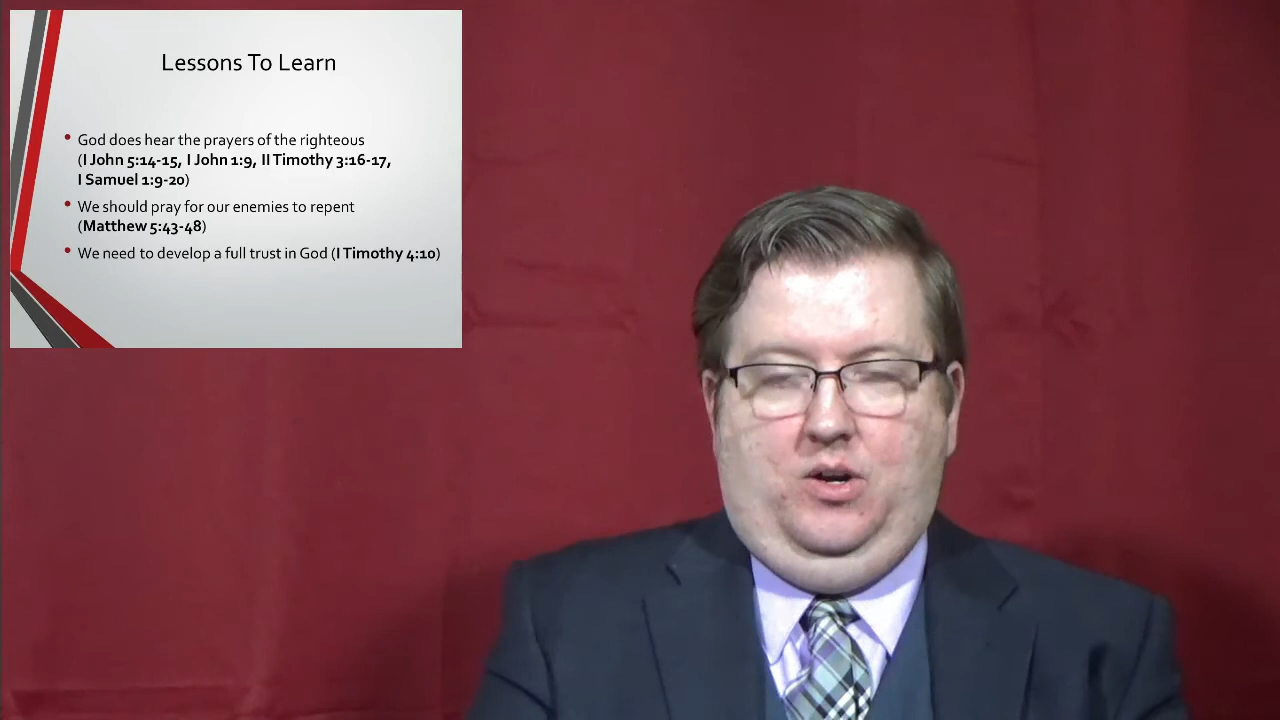 Lessons To Learn
• God does hear the prayers of the righteous
(I John 5:14-15, I John 1:9, II Timothy 3:16-17,
I Samuel 1:9-20)
• We should pray for our enemies to repent
(Matthew 5:43-48)
• We need to develop a full trust in God (I Timothy 4:10)